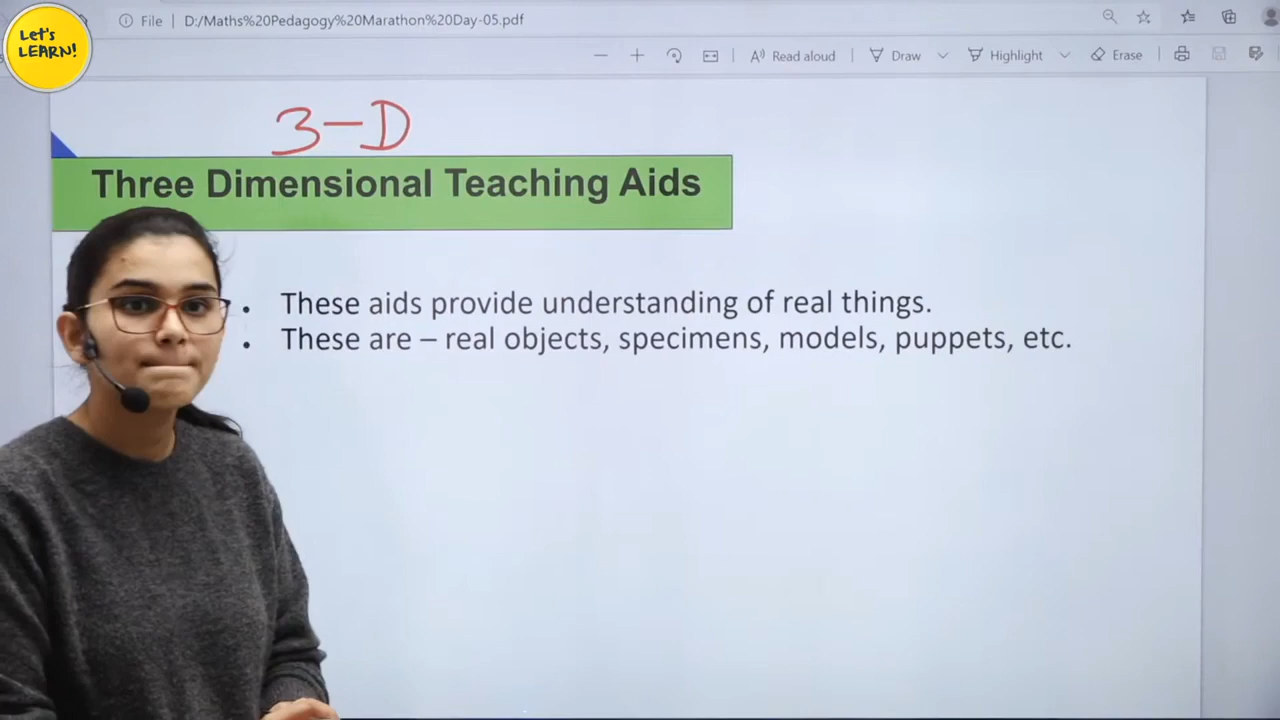 Let's
LEARN!
File | D:/Maths%20Pedagogy%20Marathon%20Day-05.pdf
Read aloud
Draw
Highlight
Erase
3-D
Three Dimensional Teaching Aids
• These aids provide understanding of real things.
• These are – real objects, specimens, models, puppets, etc.